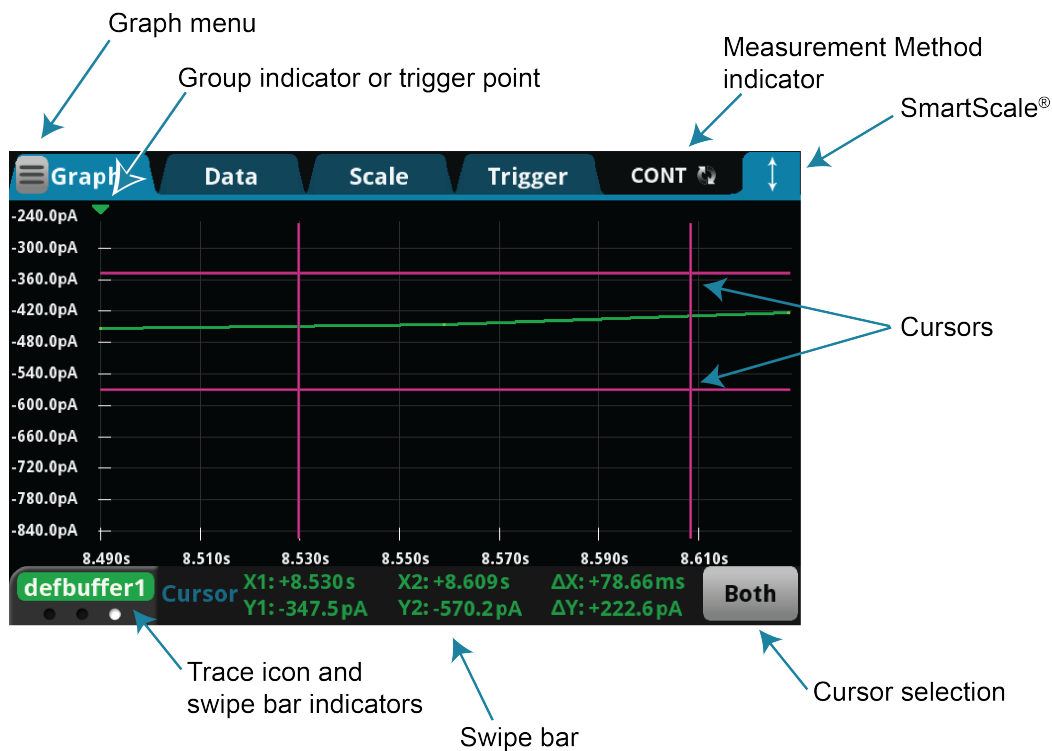 Graph menu
Group indicator or trigger point
Measurement Method
indicator
SmartScale®
Graph
Data
Scale
Trigger
CONT
-240.0pA
-300.0pA
-360.0pA
-420.0pA
-480.0pA
-540.0pA
-600.0pA
-660.0pA
-720.0pA
-780.0pA
-840.0pA
Cursors
8.490s 8.510s 8.530s 8.550s 8.570s 8.590s 8.610s
defbuffer1
Cursor
X1: +8.530s X2: +8.609s ΔX: +78.66ms
Y1: -347.5pA Y2: -570.2pA ΔY: +222.6pA
Both
Trace icon and
swipe bar indicators
Swipe bar
Cursor selection